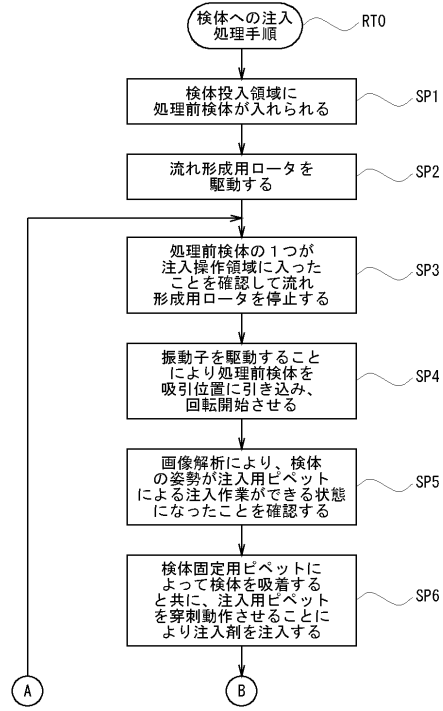 検体への注入
処理手順
RT0
検体投入領域に
処理前検体が入れられる
SP1
流れ形成用ロータを
駆動する
SP2
処理前検体の1つが
注入操作領域に入った
ことを確認して流れ
形成用ロータを停止する
SP3
振動子を駆動すること
により処理前検体を
吸引位置に引き込み、
回転開始させる
SP4
画像解析により、検体
の姿勢が注入用ピペット
による注入作業ができる状態
になったことを確認する
SP5
検体固定用ピペットに
よって検体を吸着する
と共に、注入用ピペット
を穿刺動作させることに
より注入剤を注入する
SP6
A
B